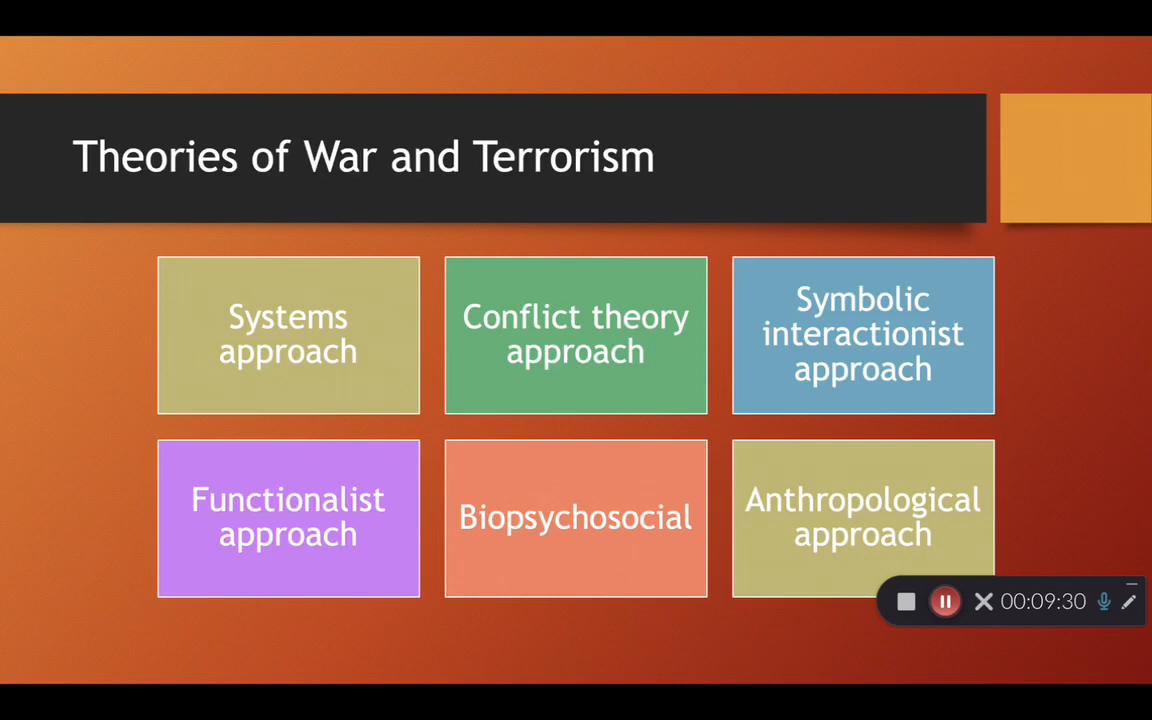 Theories of War and Terrorism
Systems
approach
Conflict theory
approach
Symbolic
interactionist
approach
Functionalist
approach
Biopsychosocial
Anthropological
approach
00:09:30